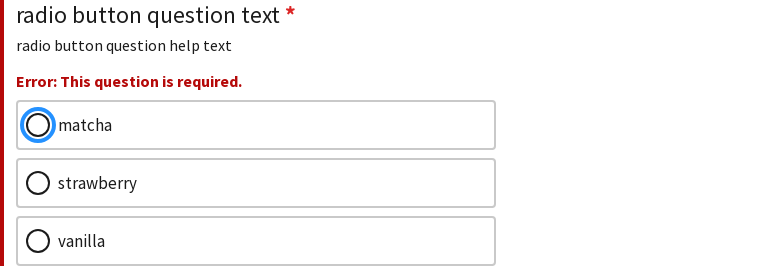 radio button question text *
radio button question help text
Error: This question is required.
matcha
strawberry
vanilla